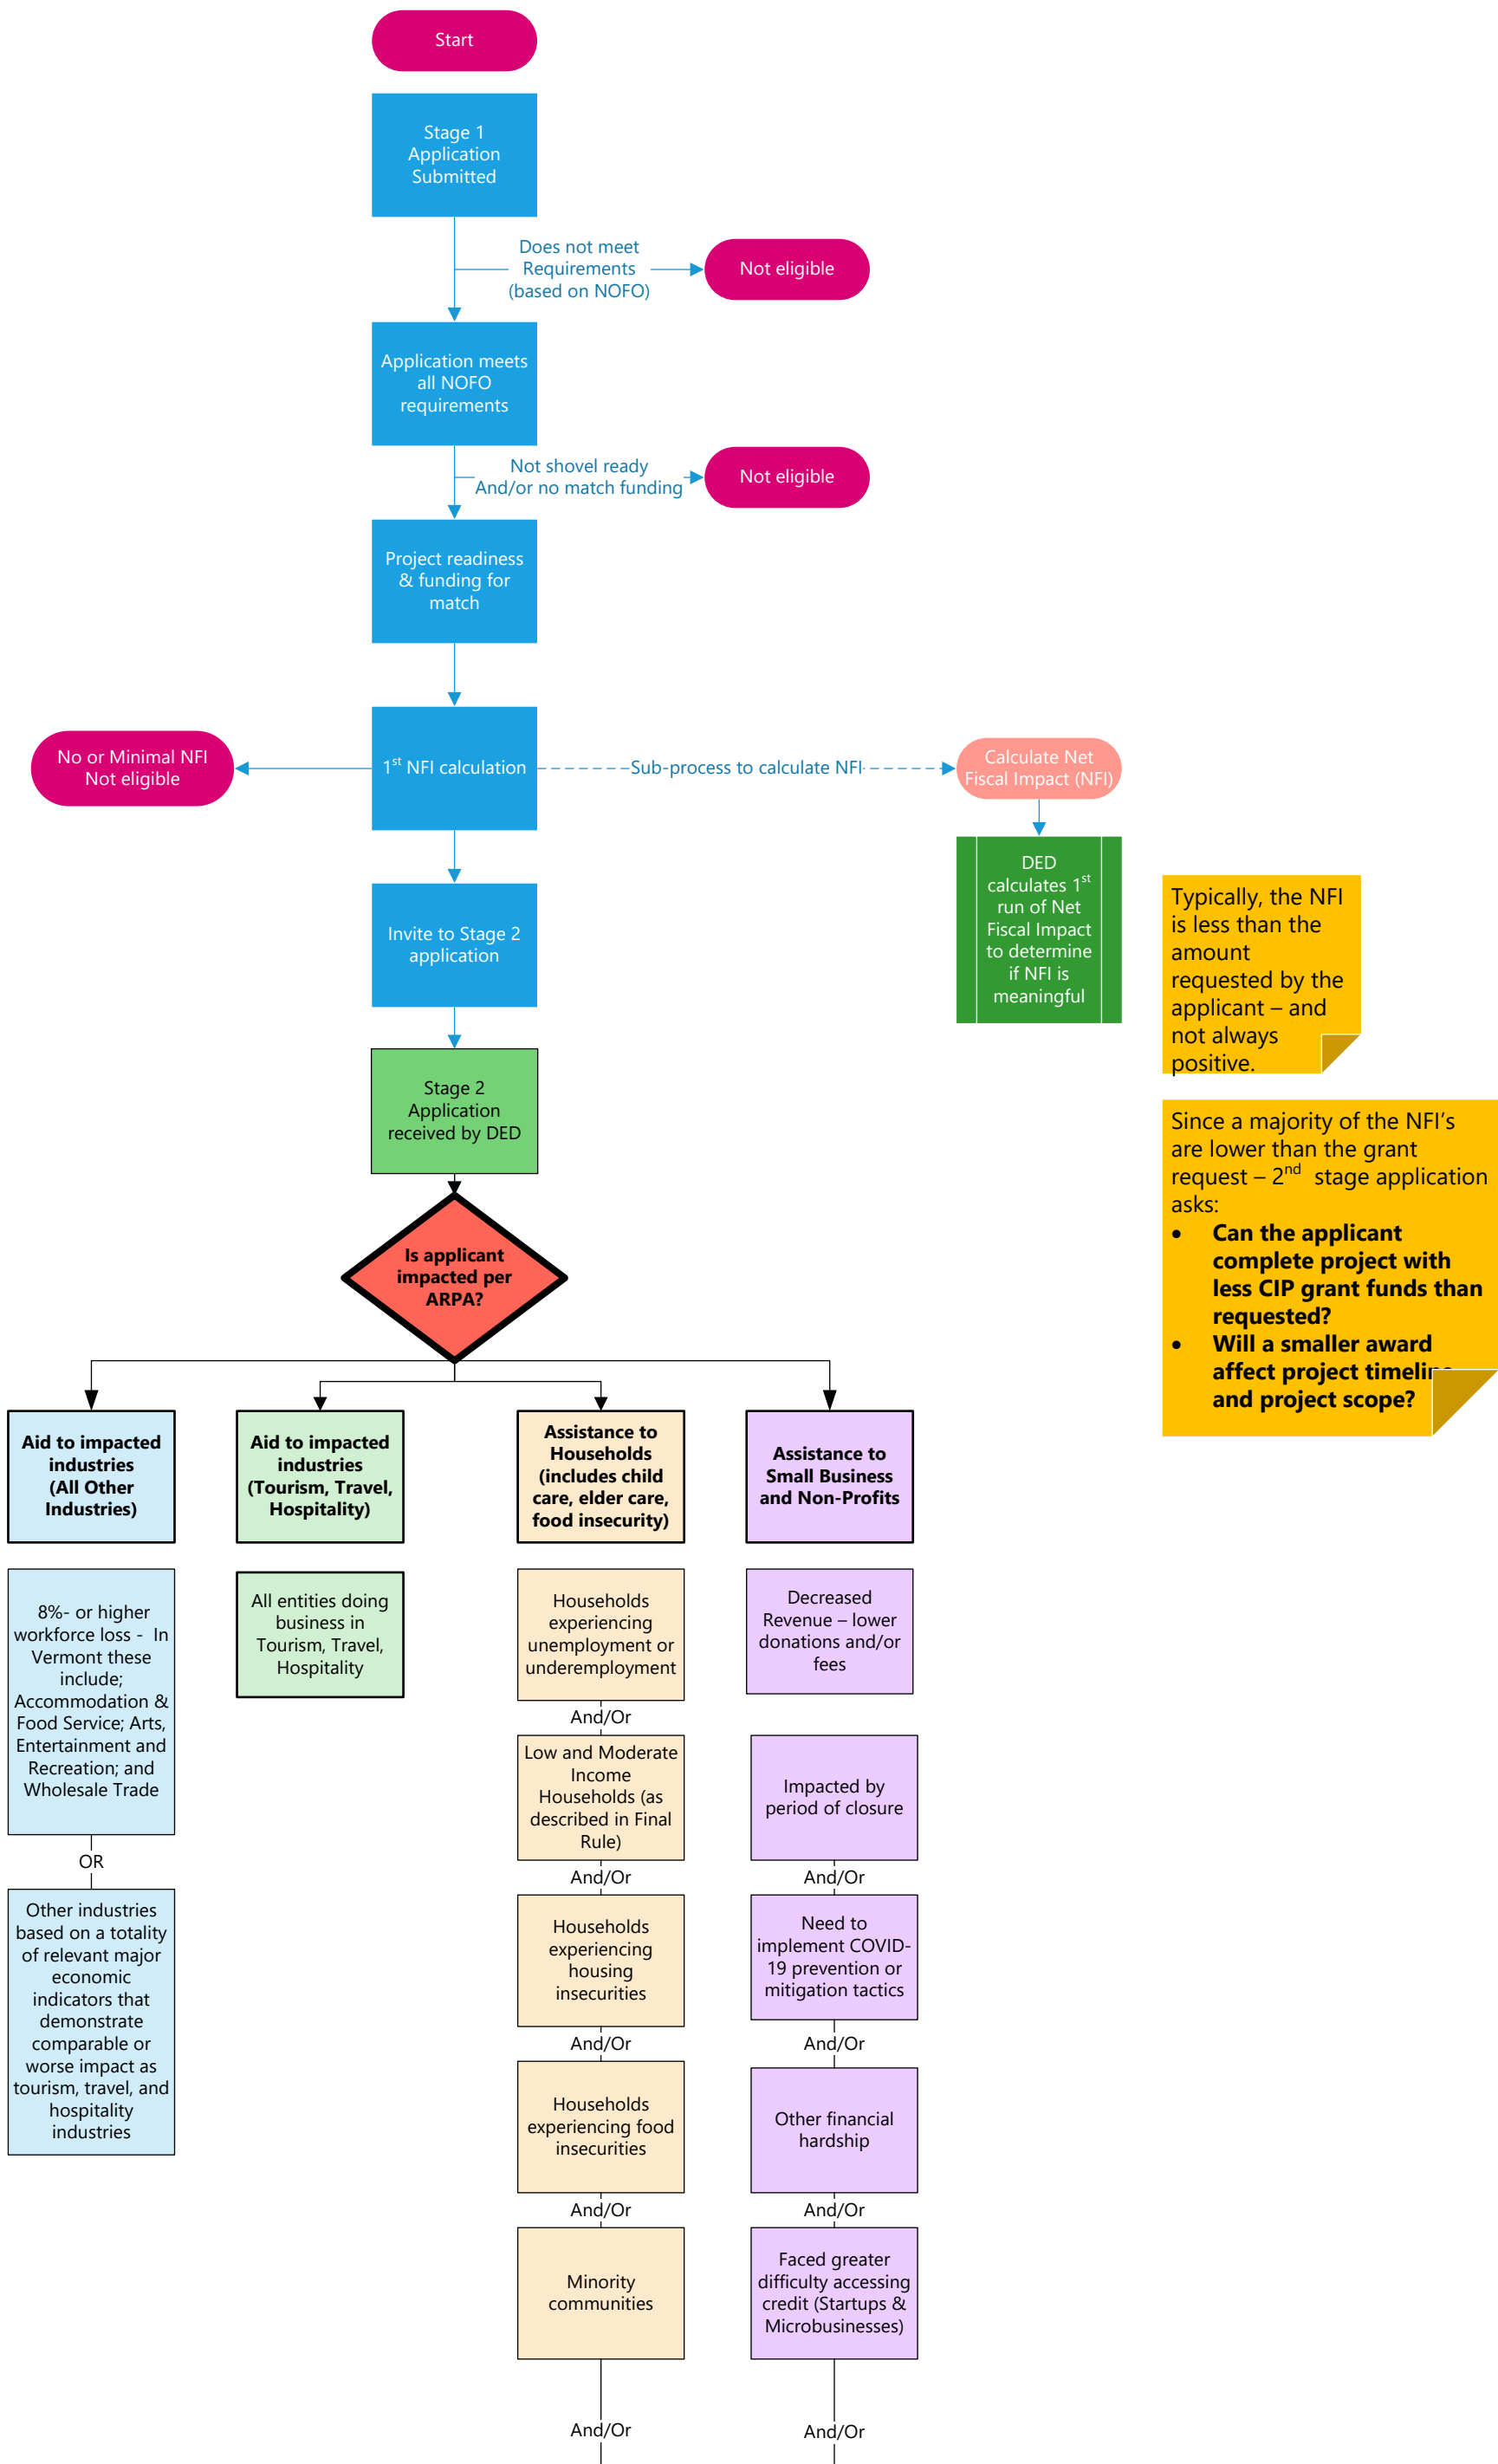 Start
Stage 1
Application
Submitted
Does not meet
Requirements
(based on NOFO)
Not eligible
Application meets
all NOFO
requirements
Not shovel ready
And/or no match funding
Not eligible
Project readiness
& funding for
match
No or Minimal NFI
Not eligible
1st NFI calculation
Sub-process to calculate NFI
Calculate Net
Fiscal Impact (NFI)
DED
calculates 1st
run of Net
Fiscal Impact
to determine
if NFI is
meaningful
Typically, the NFI
is less than the
amount
requested by the
applicant – and
not always
positive.
Invite to Stage 2
application
Stage 2
Application
received by DED
Since a majority of the NFI's
are lower than the grant
request – 2nd stage application
asks:
• Can the applicant
complete project with
less CIP grant funds than
requested?
• Will a smaller award
affect project timeline
and project scope?
Is applicant
impacted per
ARPA?
Aid to impacted
industries
(All Other
Industries)
8%- or higher
workforce loss - In
Vermont these
include;
Accommodation &
Food Service; Arts,
Entertainment and
Recreation; and
Wholesale Trade
OR
Other industries
based on a totality
of relevant major
economic
indicators that
demonstrate
comparable or
worse impact as
tourism, travel, and
hospitality
industries
Aid to impacted
industries
(Tourism, Travel,
Hospitality)
All entities doing
business in
Tourism, Travel,
Hospitality
Assistance to
Households
(includes child
care, elder care,
food insecurity)
Households
experiencing
unemployment or
underemployment
And/Or
Low and Moderate
Income
Households (as
described in Final
Rule)
And/Or
Households
experiencing
housing
insecurities
And/Or
Households
experiencing food
insecurities
And/Or
Minority
communities
And/Or
Assistance to
Small Business
and Non-Profits
Decreased
Revenue – lower
donations and/or
fees
Impacted by
period of closure
And/Or
Need to
implement COVID-
19 prevention or
mitigation tactics
And/Or
Other financial
hardship
And/Or
Faced greater
difficulty accessing
credit (Startups &
Microbusinesses)
And/Or